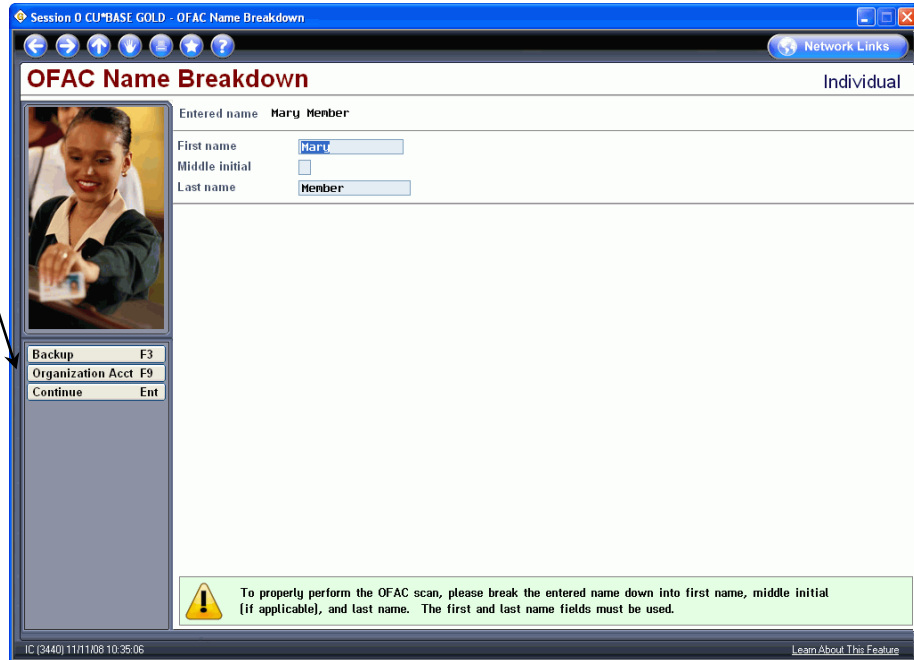 Session 0 CU*BASE GOLD - OFAC Name Breakdown
Network Links
OFAC Name Breakdown
Individual
Entered name Mary Member
First name Mary
Middle initial
Last name Member
Backup F3
Organization Acct F9
Continue Ent
To properly perform the OFAC scan, please break the entered name down into first name, middle initial
(if applicable), and last name. The first and last name fields must be used.
IC (3440) 11/11/08 10:35:06
Learn About This Feature